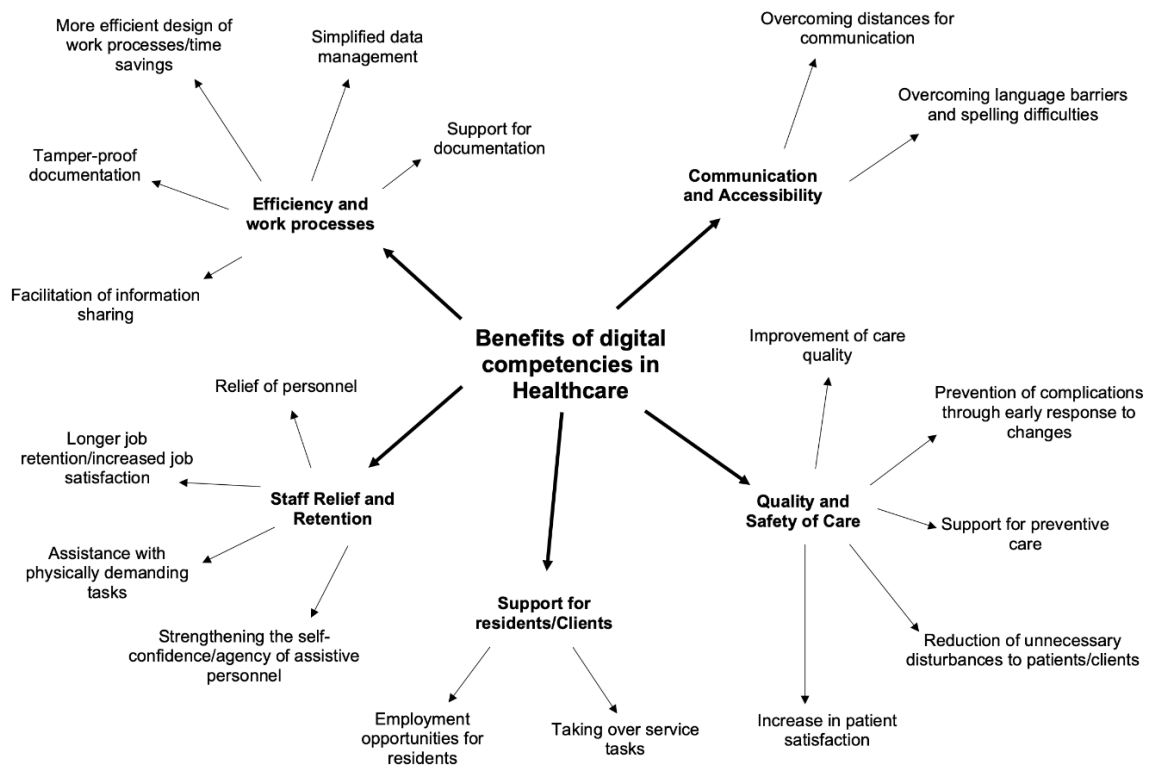 More efficient design of
work processes/time
savings
Simplified data
management
Support for
documentation
Tamper-proof
documentation
Efficiency and
work processes
Facilitation of information
sharing
Overcoming distances for
communication
Overcoming language barriers
and spelling difficulties
Communication
and Accessibility
Benefits of digital
competencies in
Healthcare
Relief of personnel
Longer job
retention/increased job
satisfaction
Staff Relief and
Retention
Assistance with
physically demanding
tasks
Strengthening the self-
confidence/agency of assistive
personnel
Support for
residents/Clients
Employment
opportunities for
residents
Taking over service
tasks
Improvement of care
quality
Prevention of complications
through early response to
changes
Quality and
Safety of Care
Support for preventive
care
Reduction of unnecessary
disturbances to patients/clients
Increase in patient
satisfaction